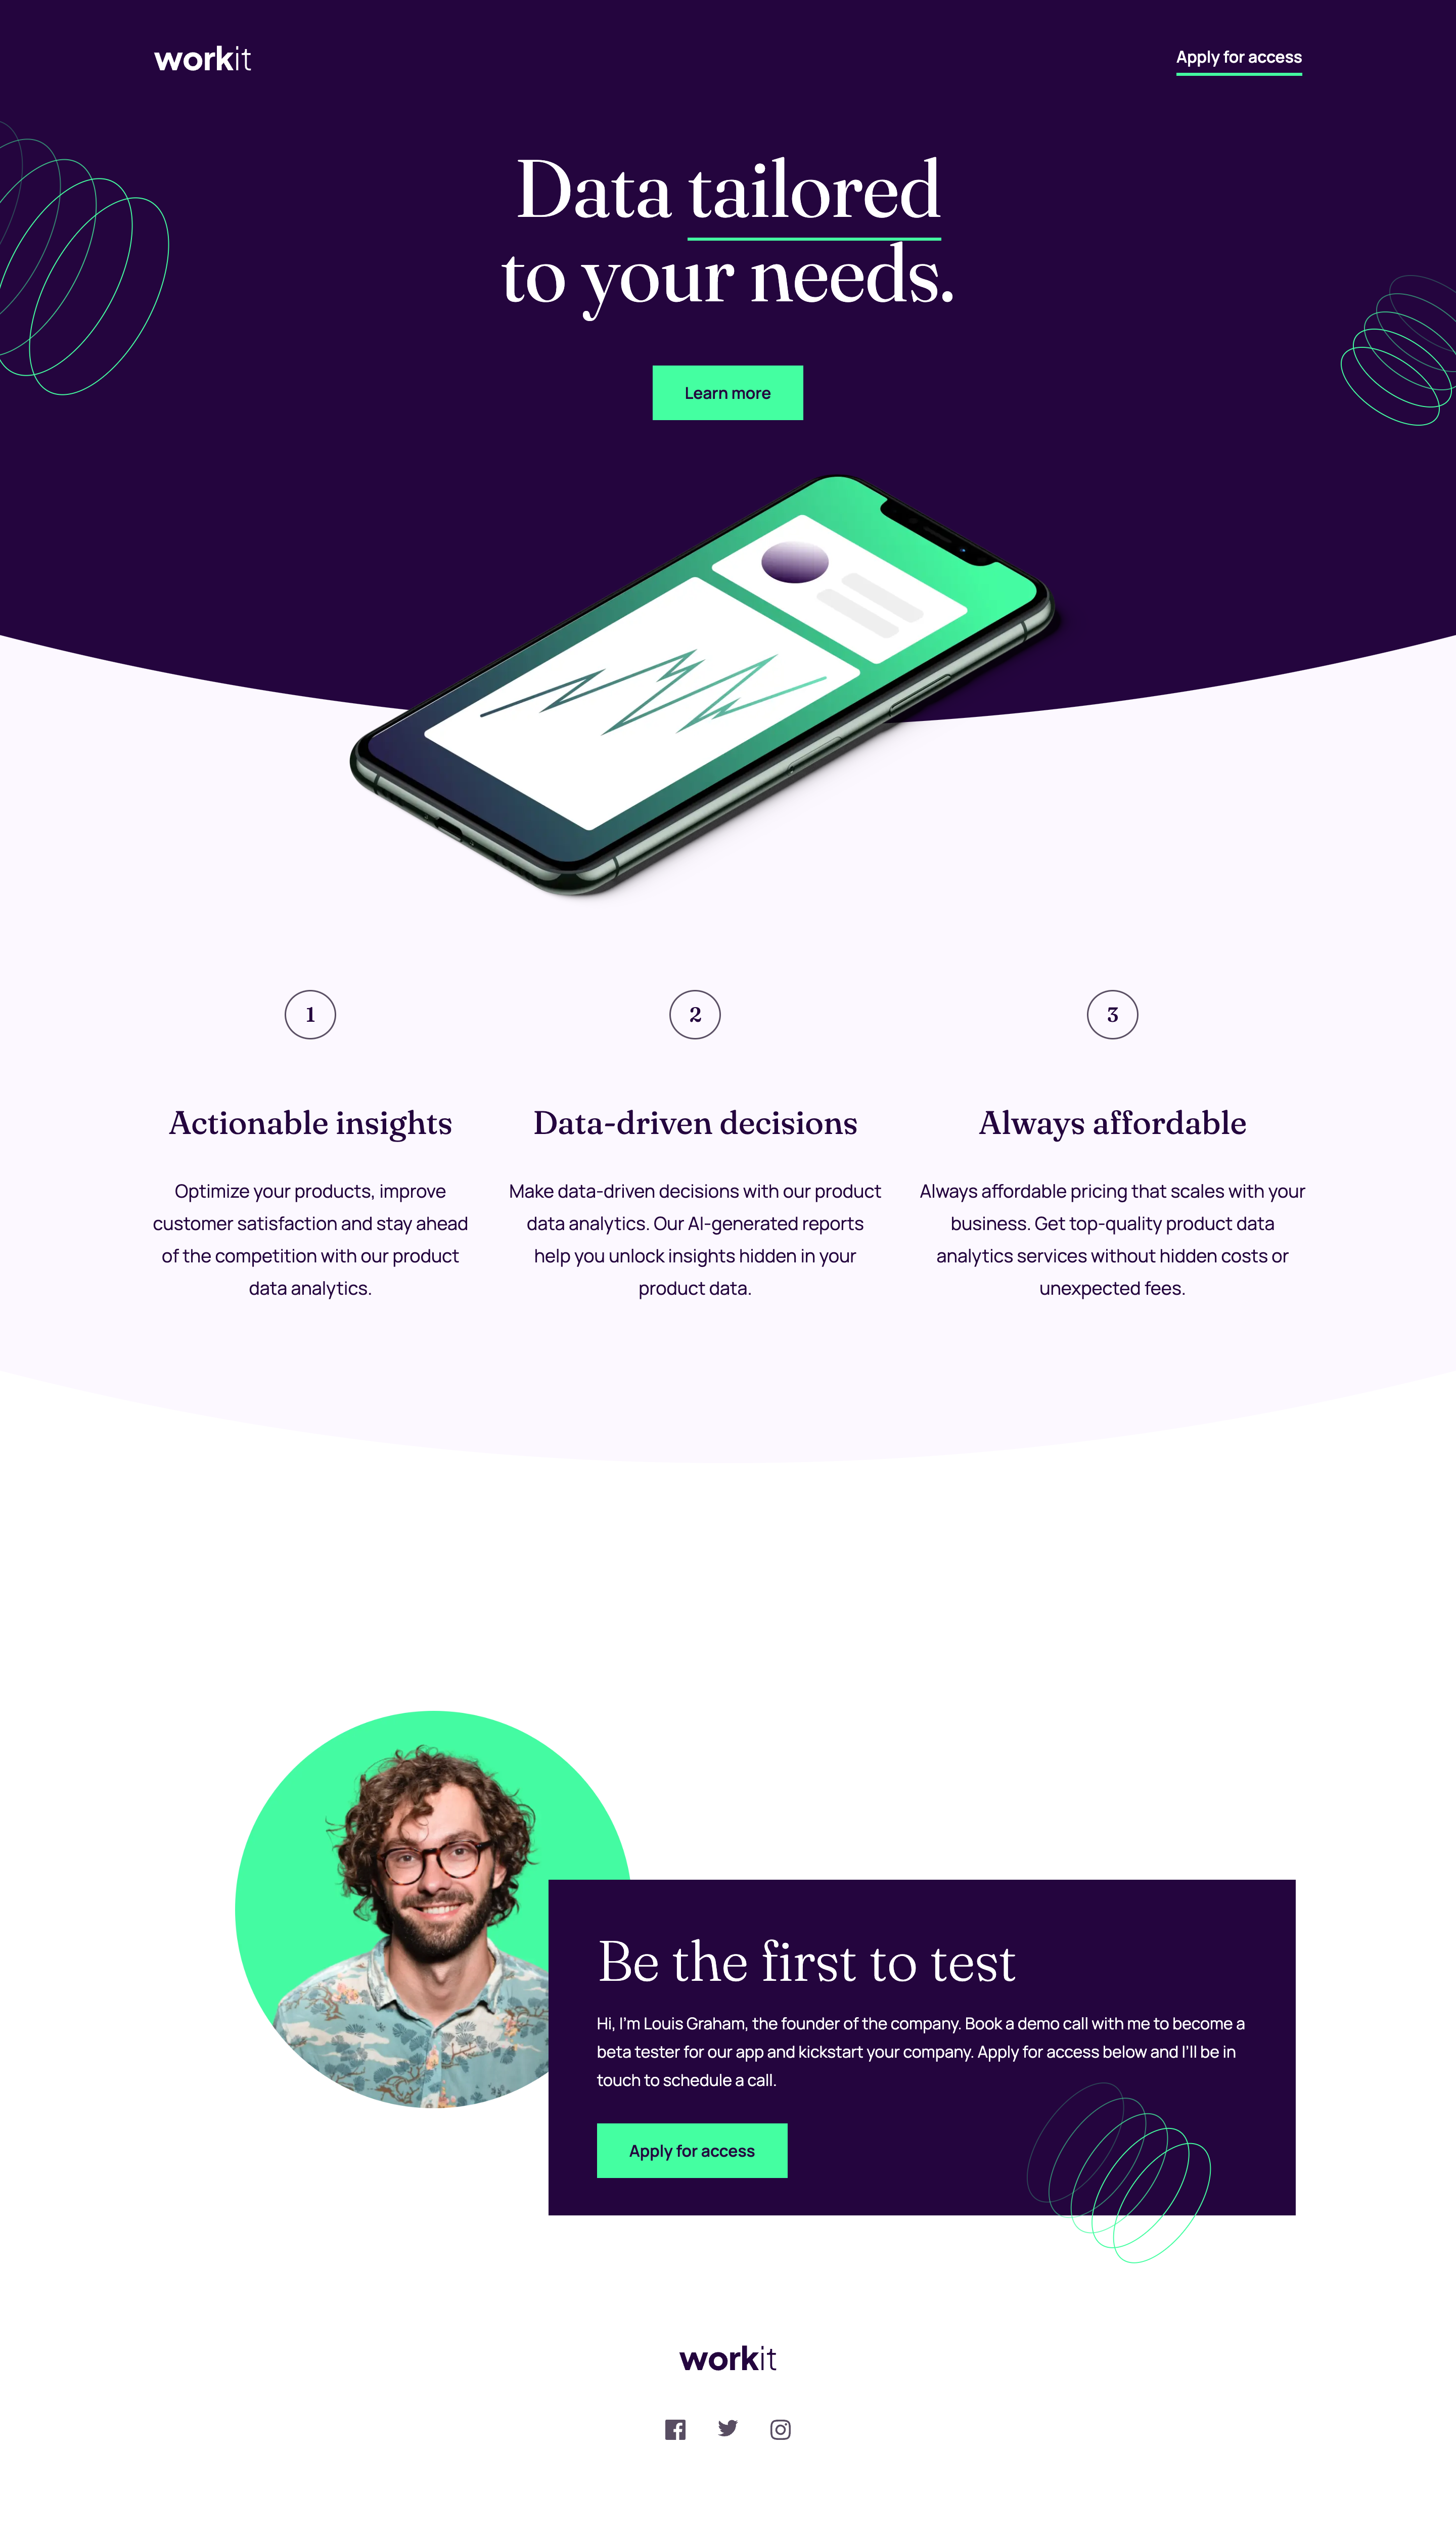 workit
Apply for access
Data tailored
to your needs.
Learn more
1
2
3
Actionable insights
Data-driven decisions
Always affordable
Optimize your products, improve
customer satisfaction and stay ahead
of the competition with our product
data analytics.
Make data-driven decisions with our product
data analytics. Our AI-generated reports
help you unlock insights hidden in your
product data.
Always affordable pricing that scales with your
business. Get top-quality product data
analytics services without hidden costs or
unexpected fees.
Be the first to test
Hi, I'm Louis Graham, the founder of the company. Book a demo call with me to become a
beta tester for our app and kickstart your company. Apply for access below and I'll be in
touch to schedule a call.
Apply for access
workit